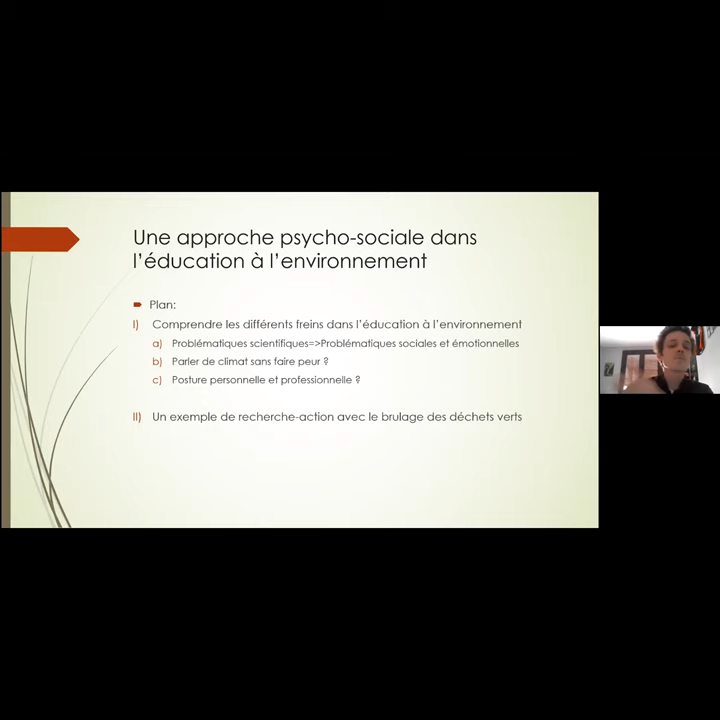 Une approche psycho-sociale dans
l'éducation à l'environnement
Plan:
I) Comprendre les différents freins dans l'éducation à l'environnement
a) Problématiques scientifiques=>Problématiques sociales et émotionnelles
b) Parler de climat sans faire peur ?
c) Posture personnelle et professionnelle ?
II) Un exemple de recherche-action avec le brulage des déchets verts